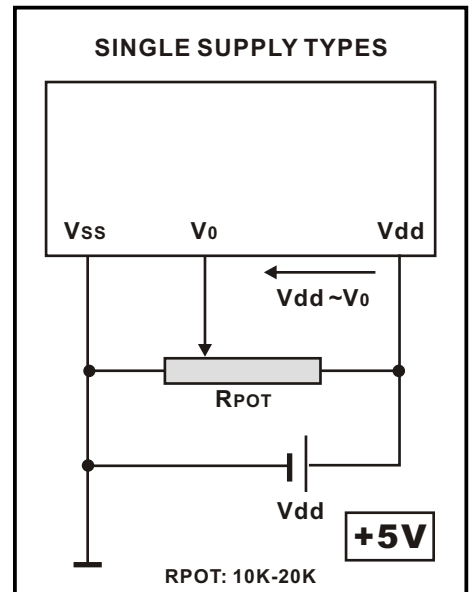 SINGLE SUPPLY TYPES
Vss V0 Vdd
Vdd ~V0
RPOT
Vdd
+5V
RPOT: 10K-20K